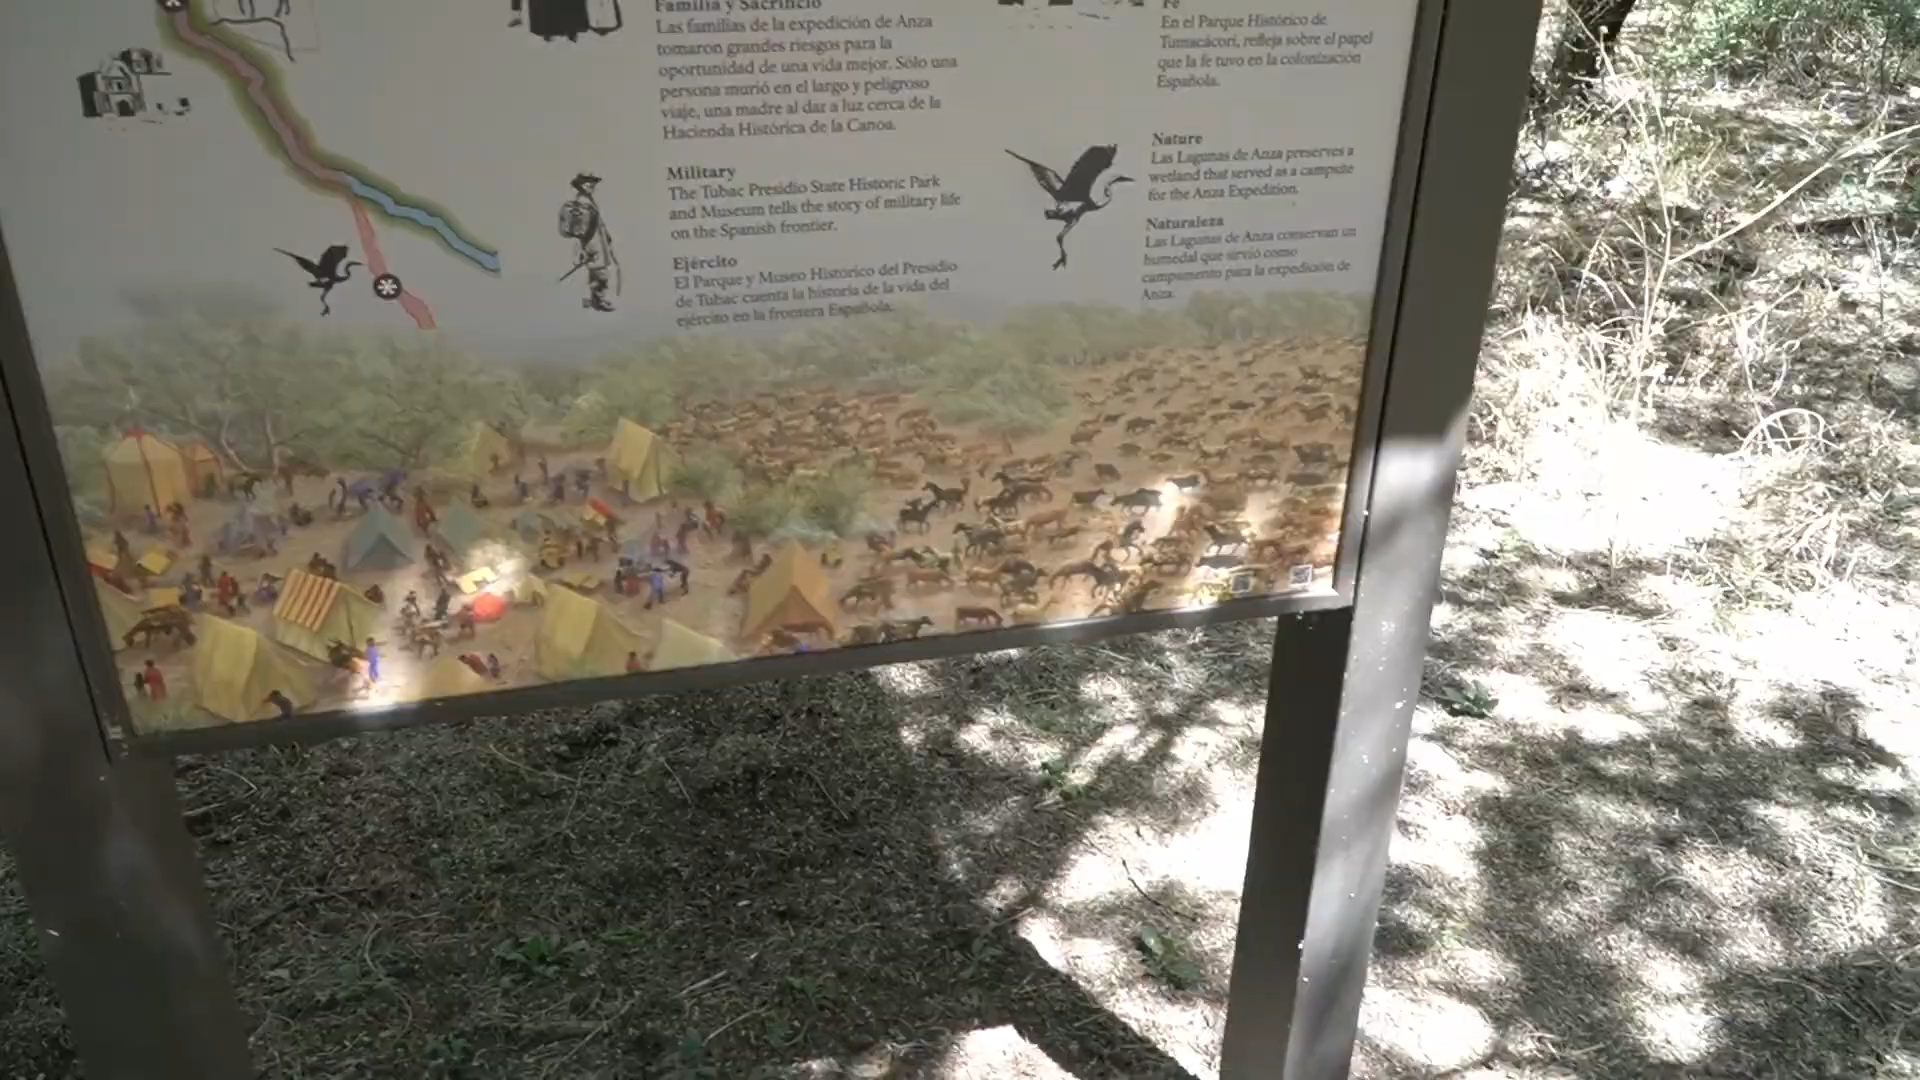 Familia y Sacrificio
Las familias de la expedición de Anza
tomaron grandes riesgos para la
oportunidad de una vida mejor. Sólo una
persona murió en el largo y peligroso
viaje, una madre al dar a luz cerca de la
Hacienda Histórica de la Canoa.
Military
The Tubac Presidio State Historic Park
and Museum tells the story of military life
on the Spanish frontier.
Ejército
El Parque y Museo Histórico del Presidio
de Tubac cuenta la historia de la vida del
ejército en la frontera Española.
Fe
En el Parque Histórico de
Tumacácori, refleja sobre el papel
que la fe tuvo en la colonización
Española.
Nature
Las Lagunas de Anza preserves a
wetland that served as a campsite
for the Anza Expedition.
Naturaleza
Las Lagunas de Anza conservan un
humedal que sirvió como
campamento para la expedición de
Anza.